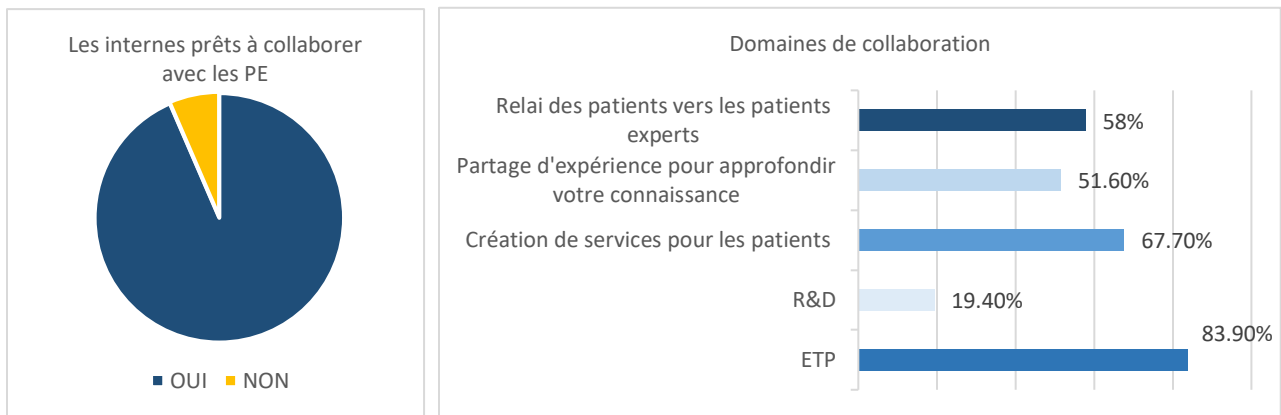 Les internes prêts à collaborer
avec les PE
OUI NON
Domaines de collaboration
Relai des patients vers les patients
experts
58%
Partage d'expérience pour approfondir
votre connaissance
51.60%
Création de services pour les patients
67.70%
R&D
19.40%
ETP
83.90%